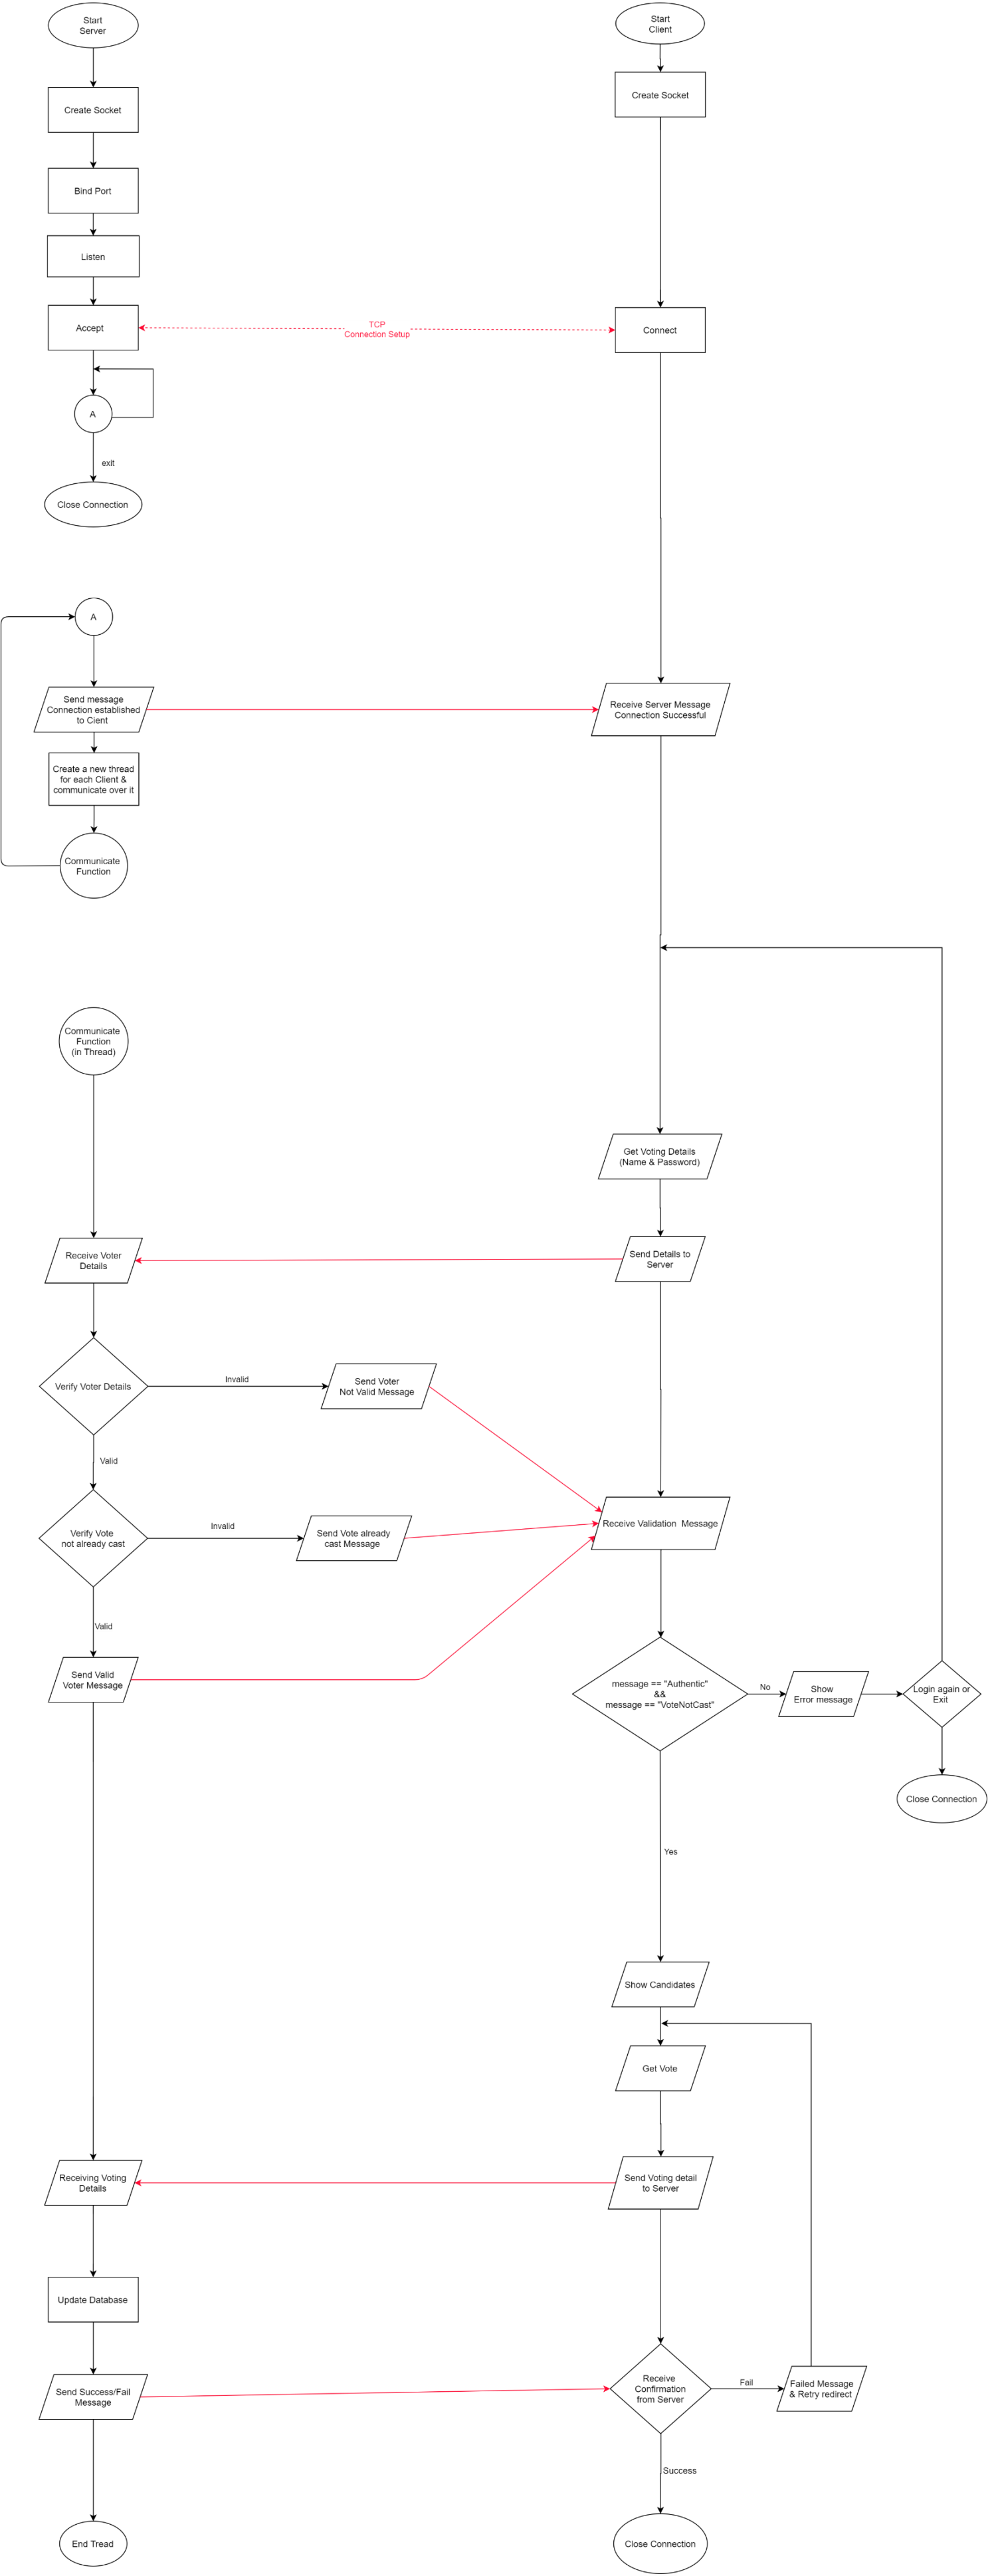 Start
Server
Start
Client
Create Socket
Create Socket
Bind Port
Listen
Accept
TCP
Connection Setup
Connect
A
exit
Close Connection
A
Send message
Connection established
to Cient
Receive Server Message
Connection Successful
Create a new thread
for each Client &
communicate over it
Communicate
Function
Communicate
Function
(in Thread)
Get Voting Details
(Name & Password)
Receive Voter
Details
Send Details to
Server
Verify Voter Details
Invalid
Send Voter
Not Valid Message
Valid
Verify Vote
not already cast
Invalid
Send Vote already
cast Message
Receive Validation  Message
Valid
Send Valid
Voter Message
message == "Authentic"
&&
message == "VoteNotCast"
No
Show
Error message
Login again or
Exit
Close Connection
Yes
Show Candidates
Get Vote
Receiving Voting
Details
Send Voting detail
to Server
Update Database
Send Success/Fail
Message
Receive
Confirmation
from Server
Fail
Failed Message
& Retry redirect
Success
End Tread
Close Connection